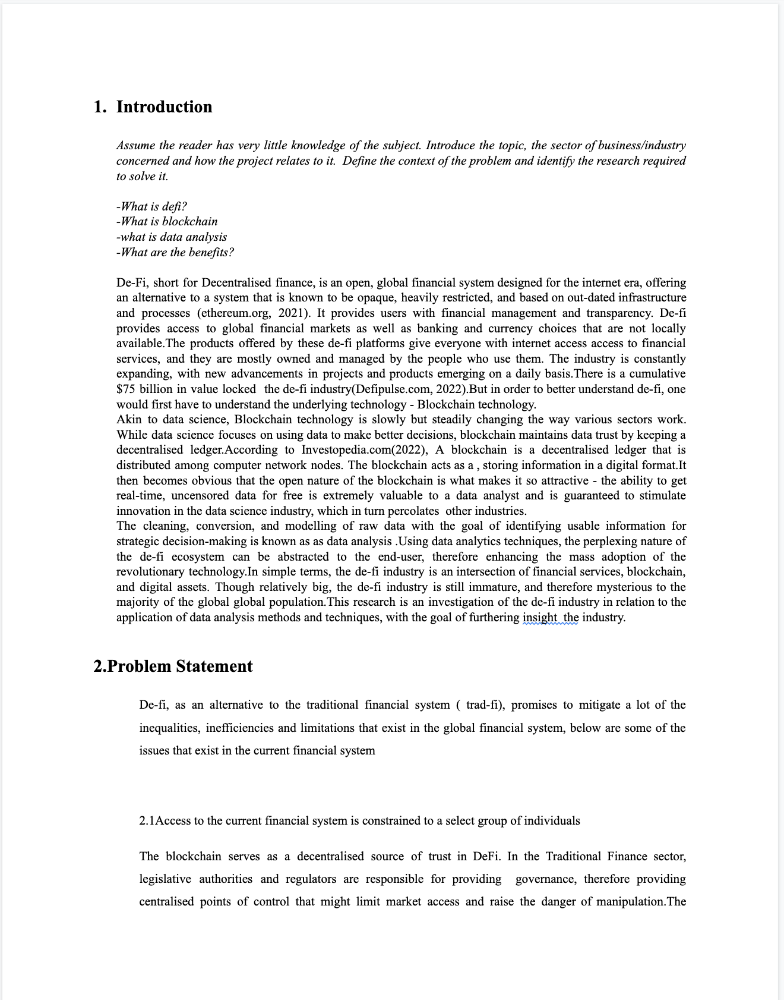 1. Introduction
Assume the reader has very little knowledge of the subject. Introduce the topic, the sector of business/industry
concerned and how the project relates to it.  Define the context of the problem and identify the research required
to solve it.
-What is defi?
-What is blockchain
-what is data analysis
-What are the benefits?
De-Fi, short for Decentralised finance, is an open, global financial system designed for the internet era, offering
an alternative to a system that is known to be opaque, heavily restricted, and based on out-dated infrastructure
and processes (ethereum.org, 2021). It provides users with financial management and transparency. De-fi
provides access to global financial markets as well as banking and currency choices that are not locally
available.The products offered by these de-fi platforms give everyone with internet access access to financial
services, and they are mostly owned and managed by the people who use them. The industry is constantly
expanding, with new advancements in projects and products emerging on a daily basis.There is a cumulative
$75 billion in value locked  the de-fi industry(Defipulse.com, 2022).But in order to better understand de-fi, one
would first have to understand the underlying technology - Blockchain technology.
Akin to data science, Blockchain technology is slowly but steadily changing the way various sectors work.
While data science focuses on using data to make better decisions, blockchain maintains data trust by keeping a
decentralised ledger.According to Investopedia.com(2022), A blockchain is a decentralised ledger that is
distributed among computer network nodes. The blockchain acts as a , storing information in a digital format.It
then becomes obvious that the open nature of the blockchain is what makes it so attractive - the ability to get
real-time, uncensored data for free is extremely valuable to a data analyst and is guaranteed to stimulate
innovation in the data science industry, which in turn percolates  other industries.
The cleaning, conversion, and modelling of raw data with the goal of identifying usable information for
strategic decision-making is known as as data analysis .Using data analytics techniques, the perplexing nature of
the de-fi ecosystem can be abstracted to the end-user, therefore enhancing the mass adoption of the
revolutionary technology.In simple terms, the de-fi industry is an intersection of financial services, blockchain,
and digital assets. Though relatively big, the de-fi industry is still immature, and therefore mysterious to the
majority of the global global population.This research is an investigation of the de-fi industry in relation to the
application of data analysis methods and techniques, with the goal of furthering insight  the industry.
2.Problem Statement
De-fi, as an alternative to the traditional financial system ( trad-fi), promises to mitigate a lot of the
inequalities, inefficiencies and limitations that exist in the global financial system, below are some of the
issues that exist in the current financial system
2.1Access to the current financial system is constrained to a select group of individuals
The blockchain serves as a decentralised source of trust in DeFi. In the Traditional Finance sector,
legislative authorities and regulators are responsible for providing  governance, therefore providing
centralised points of control that might limit market access and raise the danger of manipulation.The